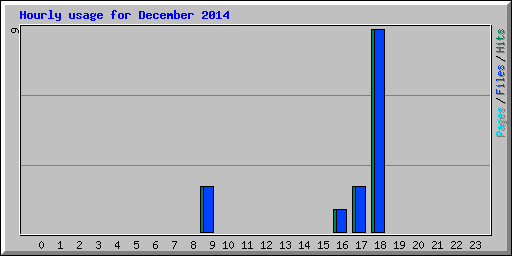 Hourly usage for December 2014
9
Pages/Files/Hits
0 1 2 3 4 5 6 7 8 9 10 11 12 13 14 15 16 17 18 19 20 21 22 23